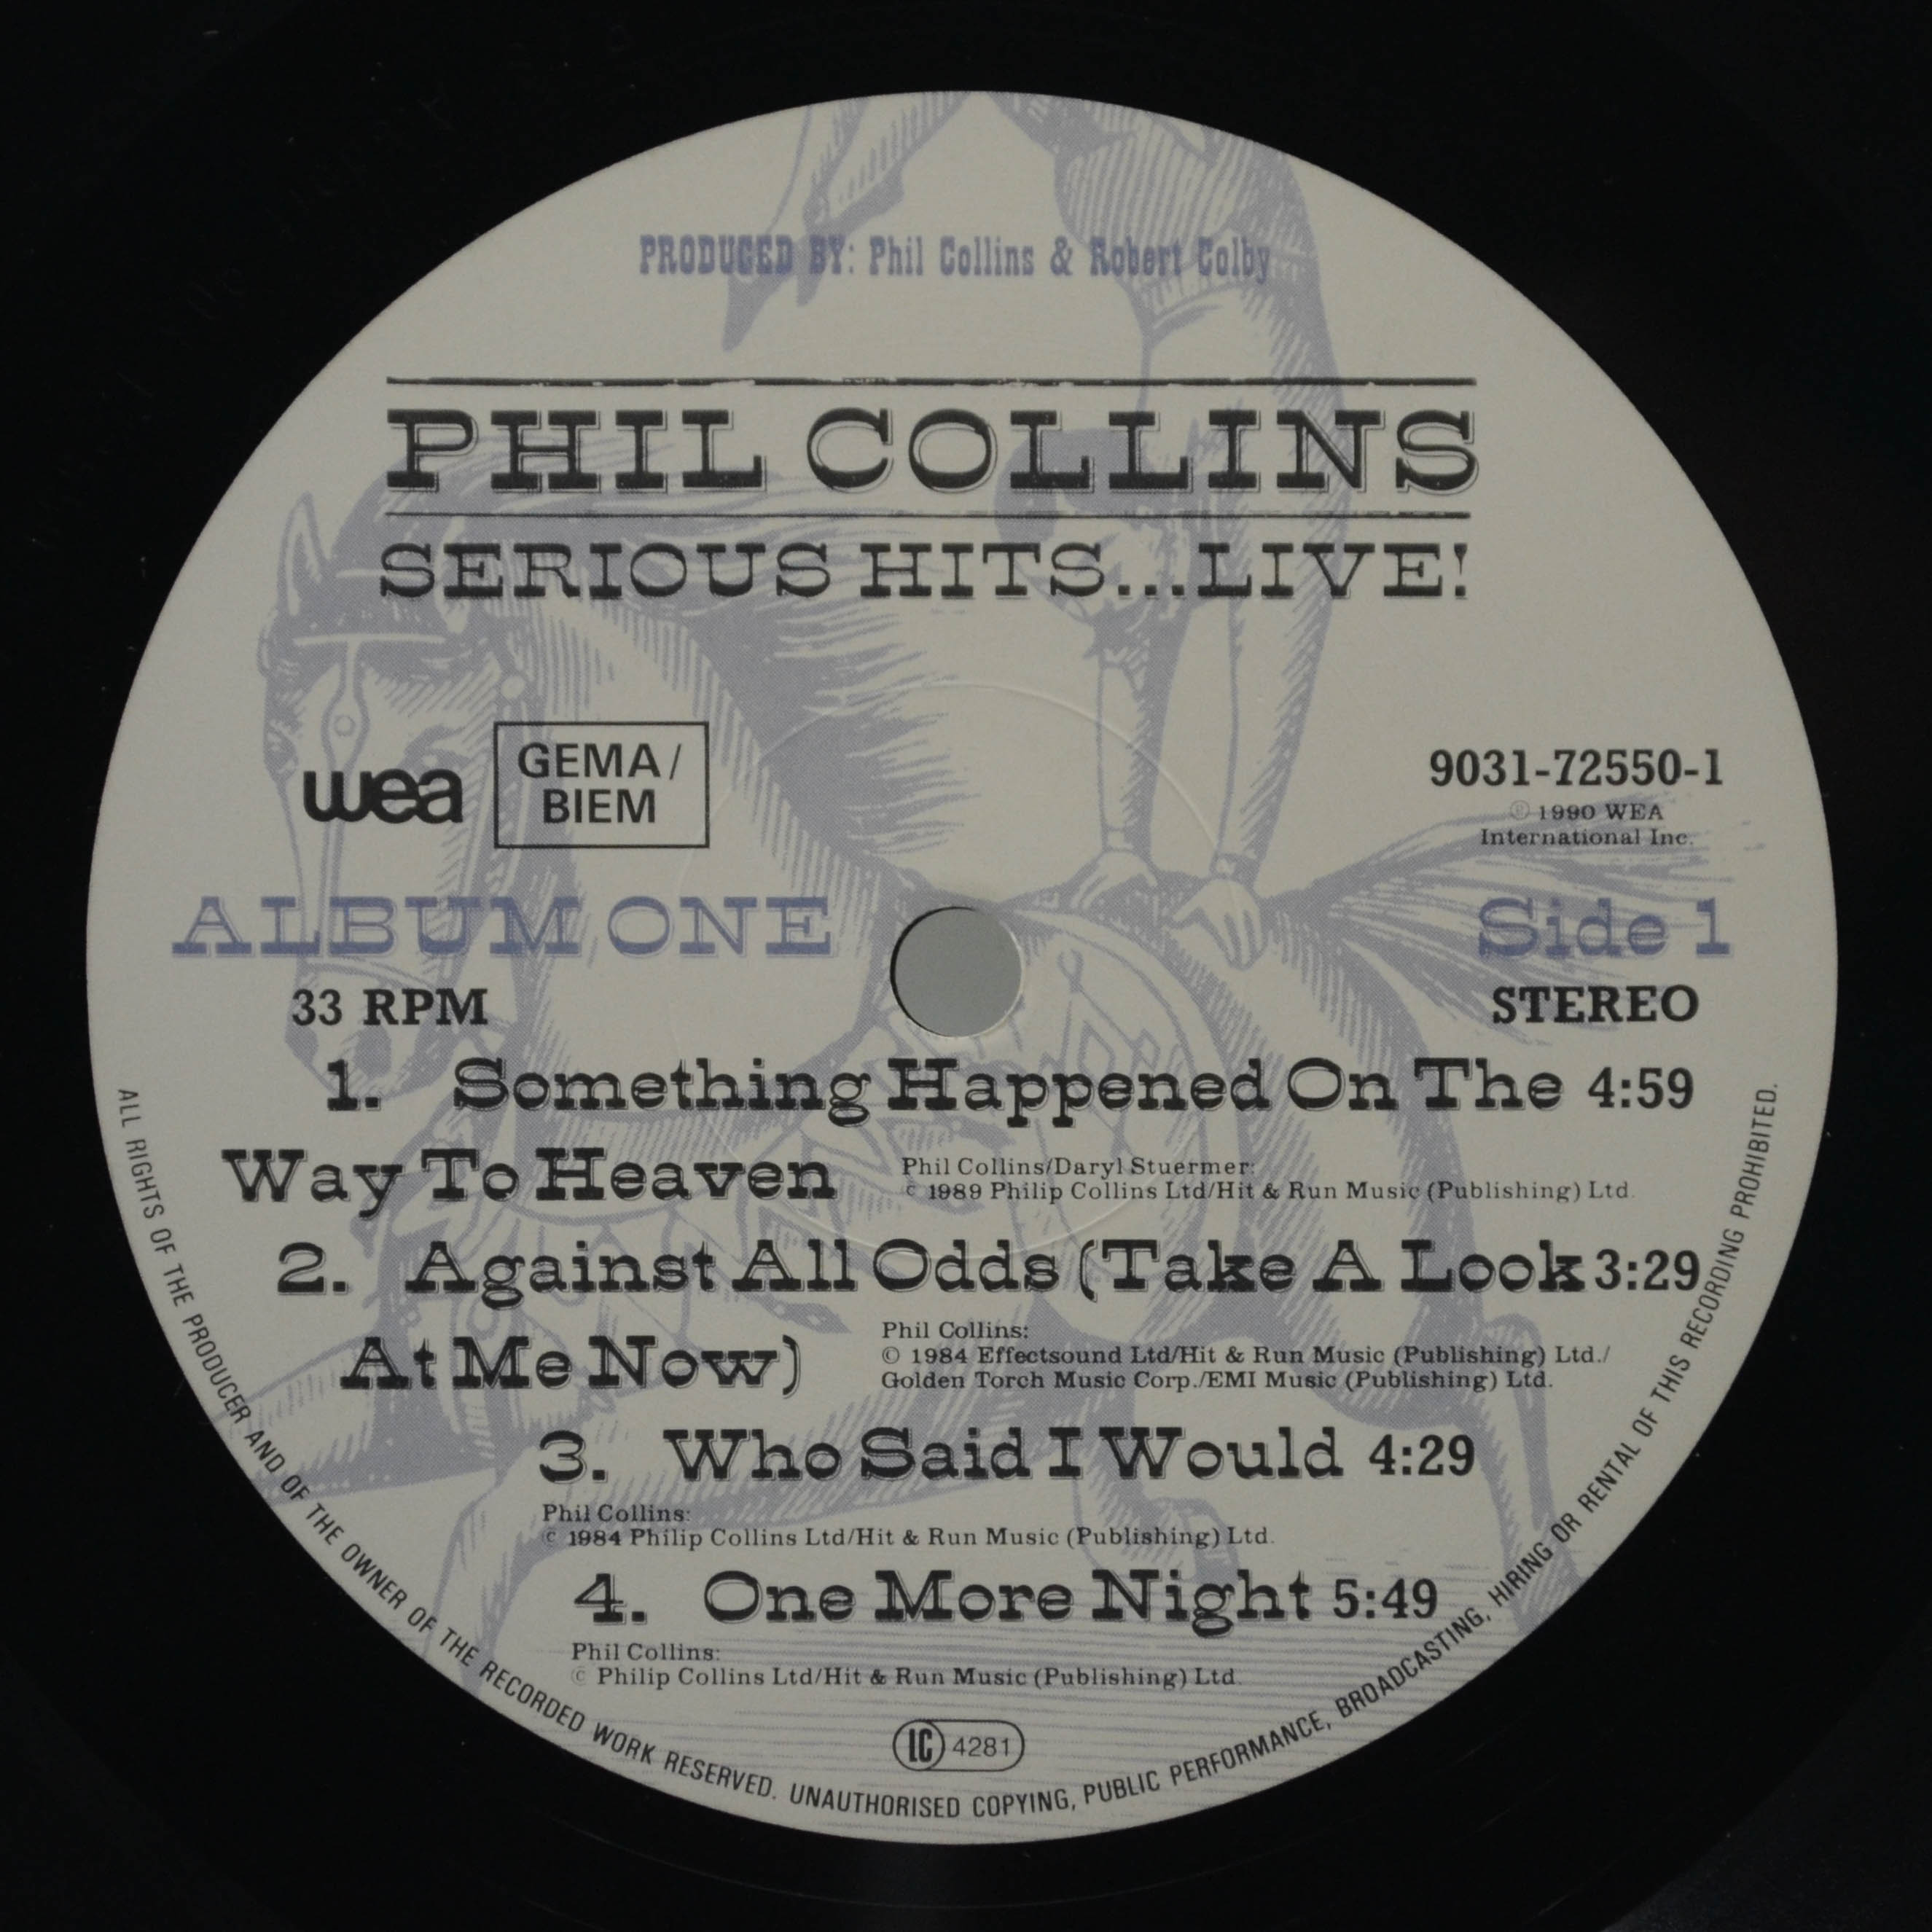 PRODUCED BY: Phil Collins & Robert Colby
PHIL COLLINS
SERIOUS HITS...LIVE!
wea
GEMA/
BIEM
9031-72550-1
℗ 1990 WEA
International Inc.
ALBUM ONE
Side 1
33 RPM
STEREO
1. Something Happened On The 4:59
Way To Heaven
Phil Collins/Daryl Stuermer:
© 1989 Philip Collins Ltd/Hit & Run Music (Publishing) Ltd.
2. Against All Odds (Take A Look 3:29
At Me Now)
Phil Collins:
© 1984 Effectsound Ltd/Hit & Run Music (Publishing) Ltd./
Golden Torch Music Corp./EMI Music (Publishing) Ltd.
3. Who Said I Would 4:29
Phil Collins:
© 1984 Philip Collins Ltd/Hit & Run Music (Publishing) Ltd.
4. One More Night 5:49
Phil Collins:
© Philip Collins Ltd/Hit & Run Music (Publishing) Ltd.
LC 4281
ALL RIGHTS OF THE PRODUCER AND OF THE OWNER OF THE RECORDED WORK RESERVED. UNAUTHORISED COPYING, PUBLIC PERFORMANCE, BROADCASTING, HIRING OR RENTAL OF THIS RECORDING PROHIBITED.